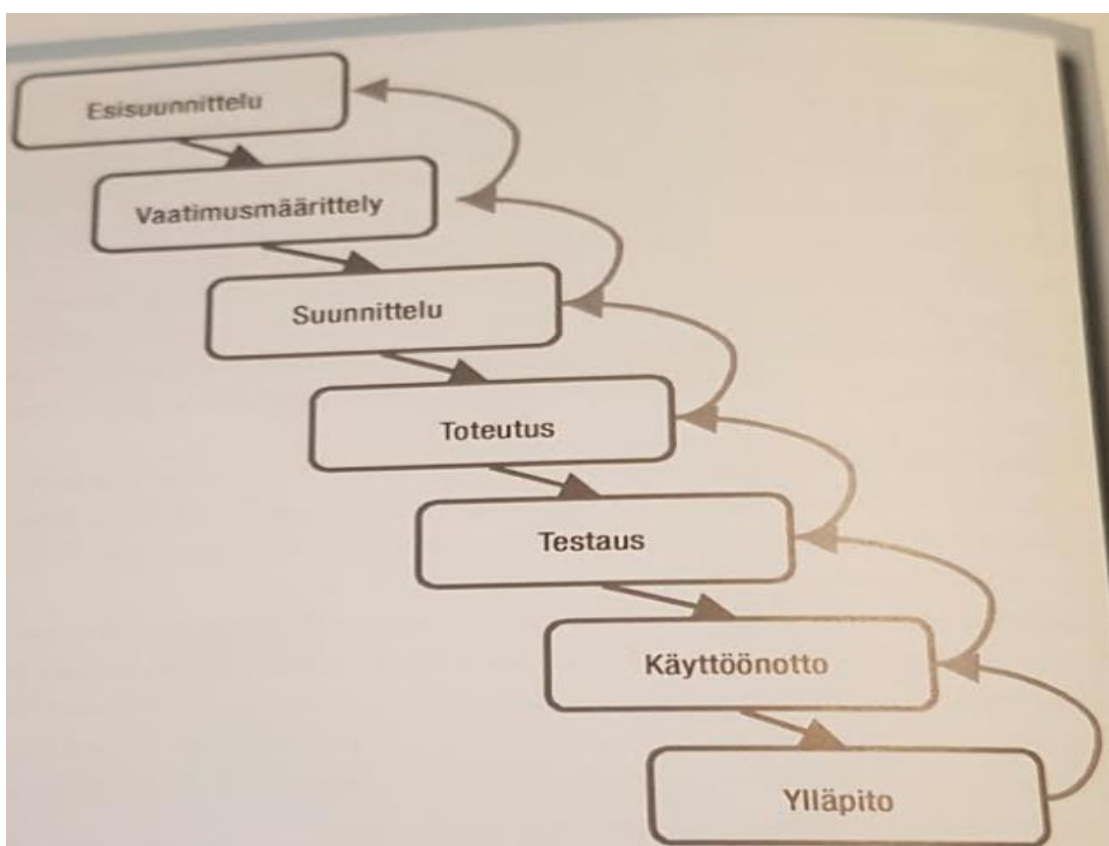 Esisuunnittelu
Vaatimusmäärittely
Suunnittelu
Toteutus
Testaus
Käyttöönotto
Ylläpito